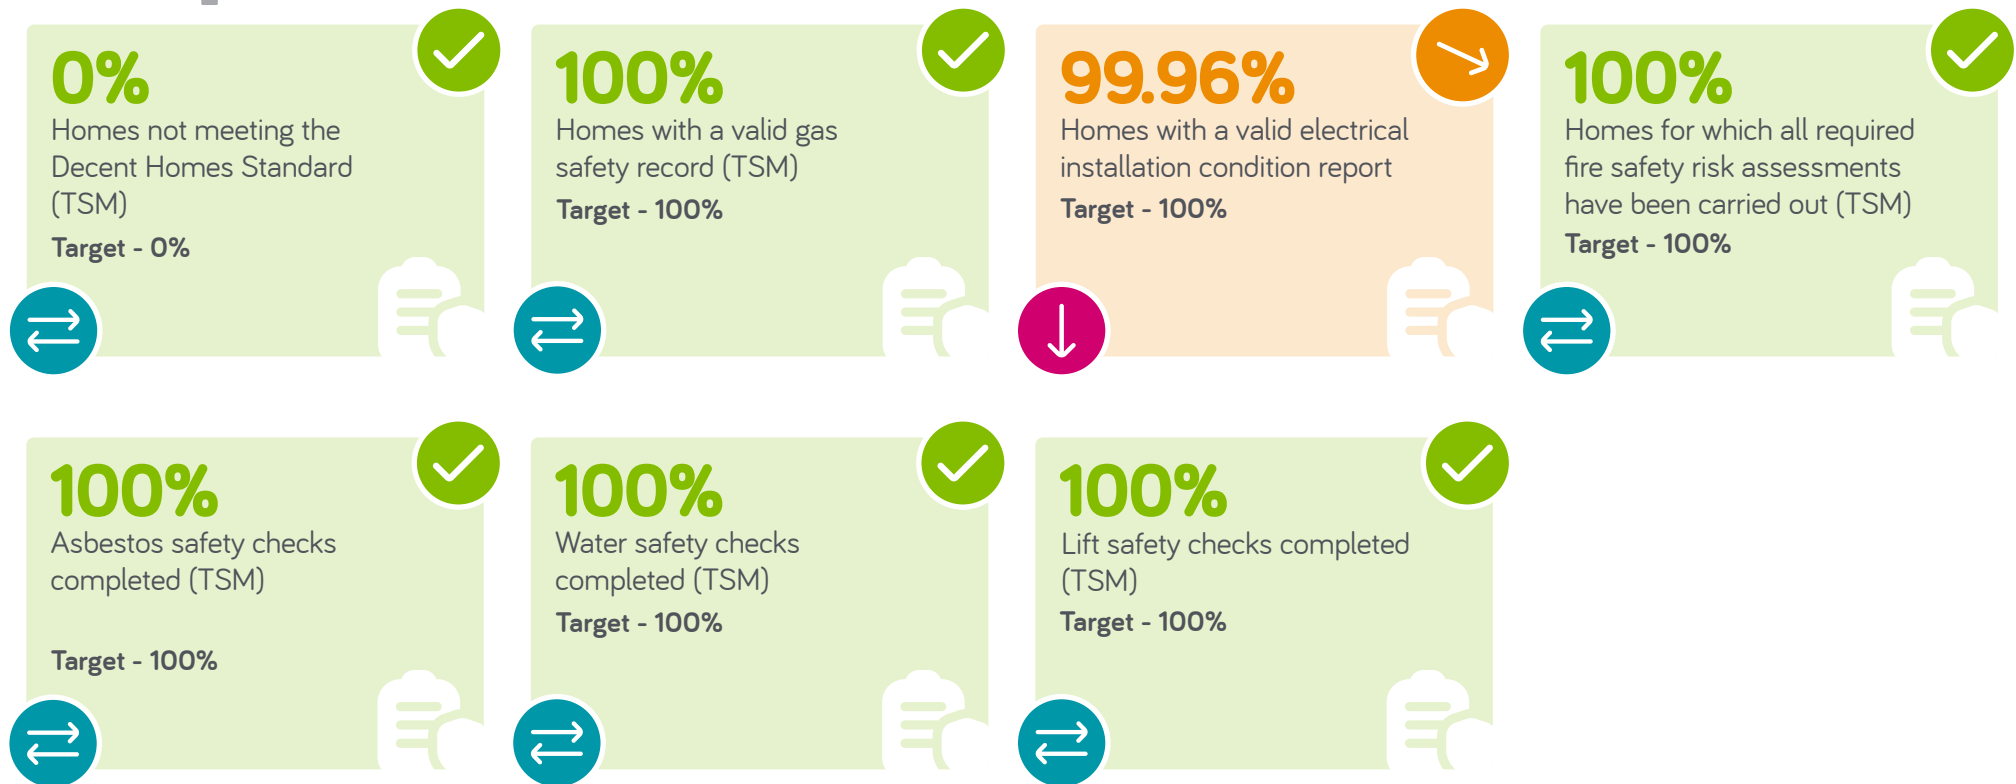 0%
Homes not meeting the
Decent Homes Standard
(TSM)
Target - 0%
100%
Homes with a valid gas
safety record (TSM)
Target - 100%
99.96%
Homes with a valid electrical
installation condition report
Target - 100%
100%
Homes for which all required
fire safety risk assessments
have been carried out (TSM)
Target - 100%
100%
Asbestos safety checks
completed (TSM)
Target - 100%
100%
Water safety checks
completed (TSM)
Target - 100%
100%
Lift safety checks completed
(TSM)
Target - 100%